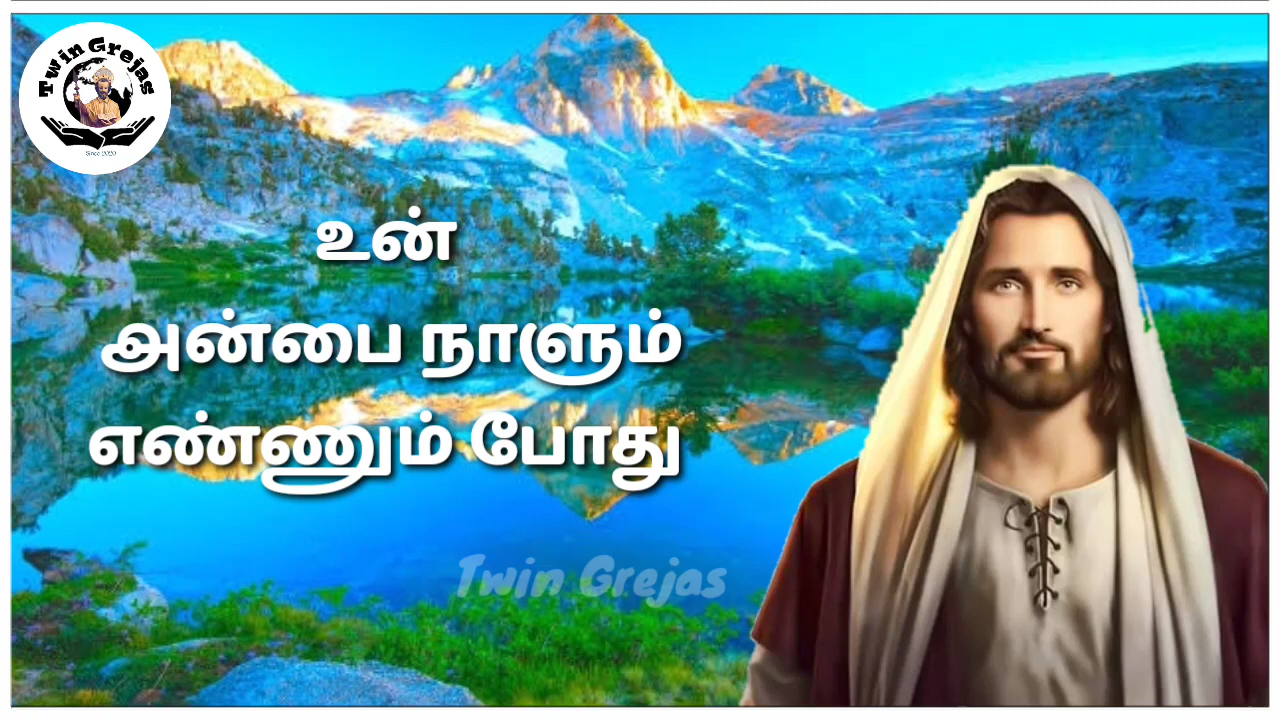 Twin Grejas
Since 2020
உன்
அன்பை நாளும்
எண்ணும் போது
Twin Grejas